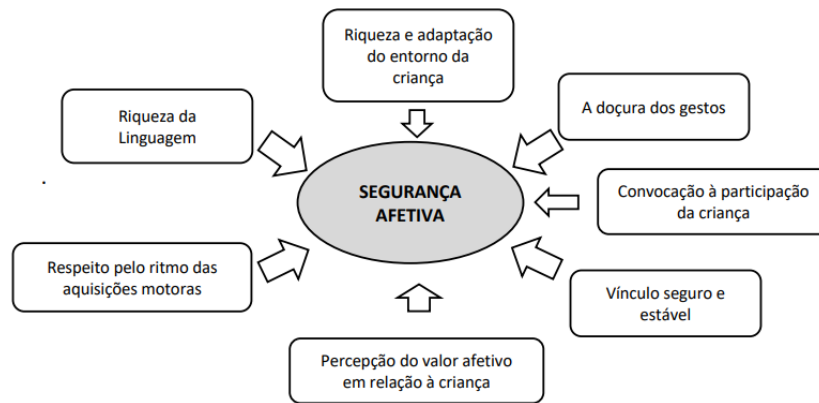 Riqueza e adaptação
do entorno da
criança
Riqueza da
Linguagem
A doçura dos gestos
SEGURANÇA
AFETIVA
Convocação à participação
da criança
Respeito pelo ritmo das
aquisições motoras
Vínculo seguro e
estável
Percepção do valor afetivo
em relação à criança